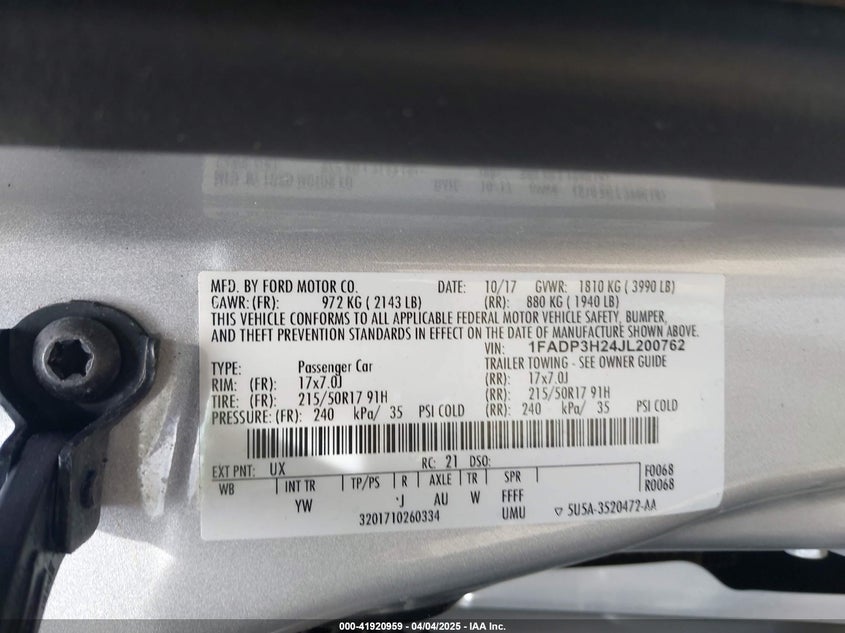 MFD. BY FORD MOTOR CO. DATE: 10/17 GVWR: 1810 KG ( 3990 LB)
GAWR: (FR): 972 KG ( 2143 LB) (RR): 880 KG ( 1940 LB)
THIS VEHICLE CONFORMS TO ALL APPLICABLE FEDERAL MOTOR VEHICLE SAFETY, BUMPER,
AND THEFT PREVENTION STANDARDS IN EFFECT ON THE DATE OF MANUFACTURE SHOWN ABOVE.
VIN: 1FADP3H24JL200762
TYPE: Passenger Car TRAILER TOWING - SEE OWNER GUIDE
RIM: (FR): 17x7.0J (RR): 17x7.0J
TIRE: (FR): 215/50R17 91H (RR): 215/50R17 91H
PRESSURE: (FR): 240 kPa/ 35 PSI COLD (RR): 240 kPa/ 35 PSI COLD
EXT PNT: UX RC: 21 DSO: F0068
WB INT TR TP/PS R AXLE TR SPR R0068
YW J AU W FFFF
3201710260334 UMU ▽ 5U5A-3520472-AA
000-41920959 - 04/04/2025 - IAA Inc.